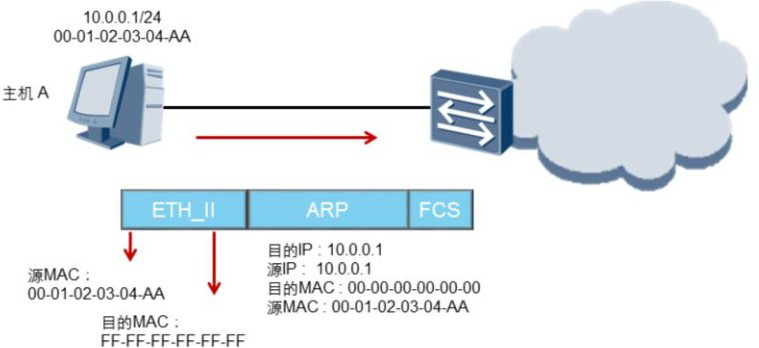 10.0.0.1/24
00-01-02-03-04-AA
主机 A
ETH_II
ARP
FCS
目的IP : 10.0.0.1
源IP : 10.0.0.1
目的MAC : 00-00-00-00-00-00
源MAC : 00-01-02-03-04-AA
源MAC :
00-01-02-03-04-AA
目的MAC :
FF-FF-FF-FF-FF-FF